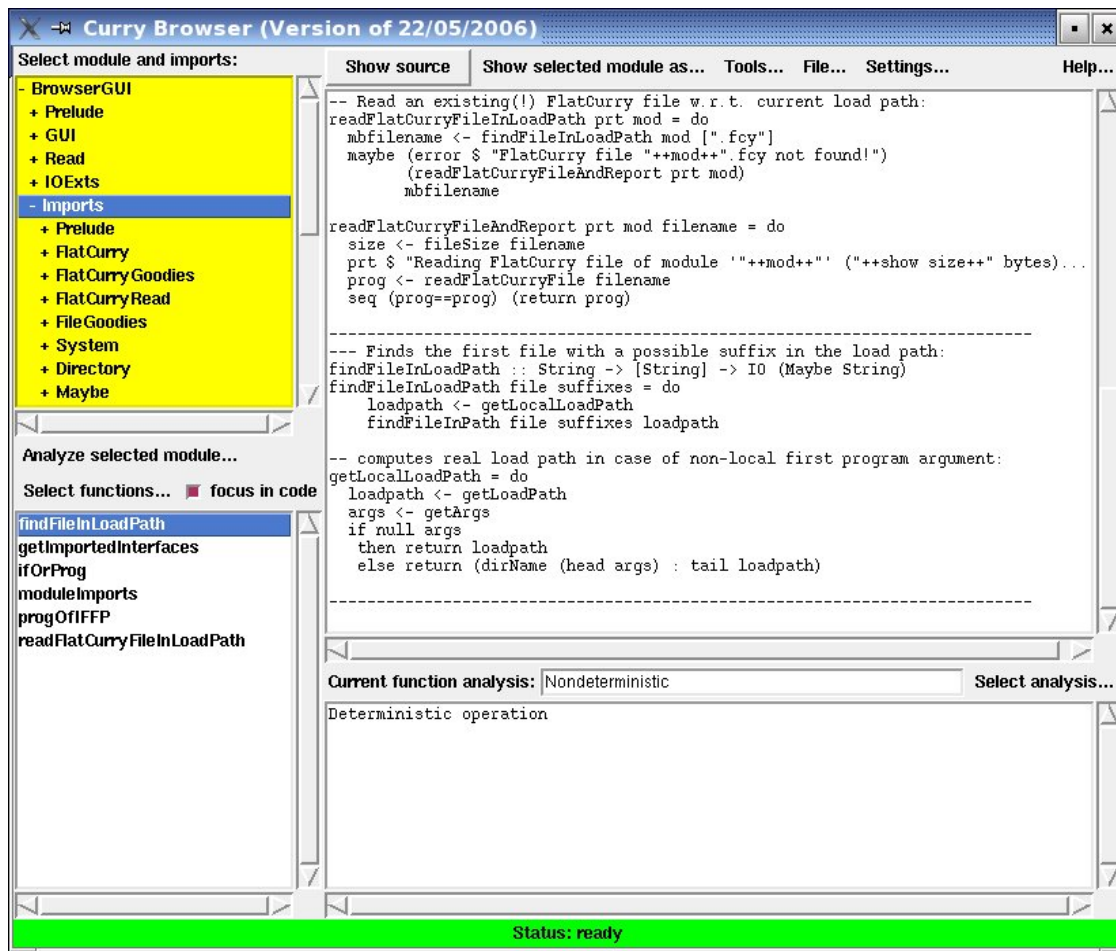 Curry Browser (Version of 22/05/2006)
Select module and imports:
- BrowserGUI
+ Prelude
+ GUI
+ Read
+ IOExts
- Imports
+ Prelude
+ FlatCurry
+ FlatCurryGoodies
+ FlatCurryRead
+ FileGoodies
+ System
+ Directory
+ Maybe
Analyze selected module...
Select functions... focus in code
findFileInLoadPath
getImportedInterfaces
ifOrProg
moduleImports
progOfIFFP
readFlatCurryFileInLoadPath
Show source Show selected module as... Tools... File... Settings... Help...
-- Read an existing(!) FlatCurry file w.r.t. current load path:
readFlatCurryFileInLoadPath prt mod = do
  mbfilename <- findFileInLoadPath mod [".fcy"]
  maybe (error $ "FlatCurry file "++mod++".fcy not found!")
        (readFlatCurryFileAndReport prt mod)
        mbfilename
readFlatCurryFileAndReport prt mod filename = do
  size <- fileSize filename
  prt $ "Reading FlatCurry file of module '"++mod++"' ("++show size++" bytes)...
  prog <- readFlatCurryFile filename
  seq (prog==prog) (return prog)
---------------------------------------------------------------------------
--- Finds the first file with a possible suffix in the load path:
findFileInLoadPath :: String -> [String] -> IO (Maybe String)
findFileInLoadPath file suffixes = do
    loadpath <- getLocalLoadPath
    findFileInPath file suffixes loadpath
-- computes real load path in case of non-local first program argument:
getLocalLoadPath = do
  loadpath <- getLoadPath
  args <- getArgs
  if null args
   then return loadpath
   else return (dirName (head args) : tail loadpath)
---------------------------------------------------------------------------
Current function analysis: Nondeterministic Select analysis...
Deterministic operation
Status: ready